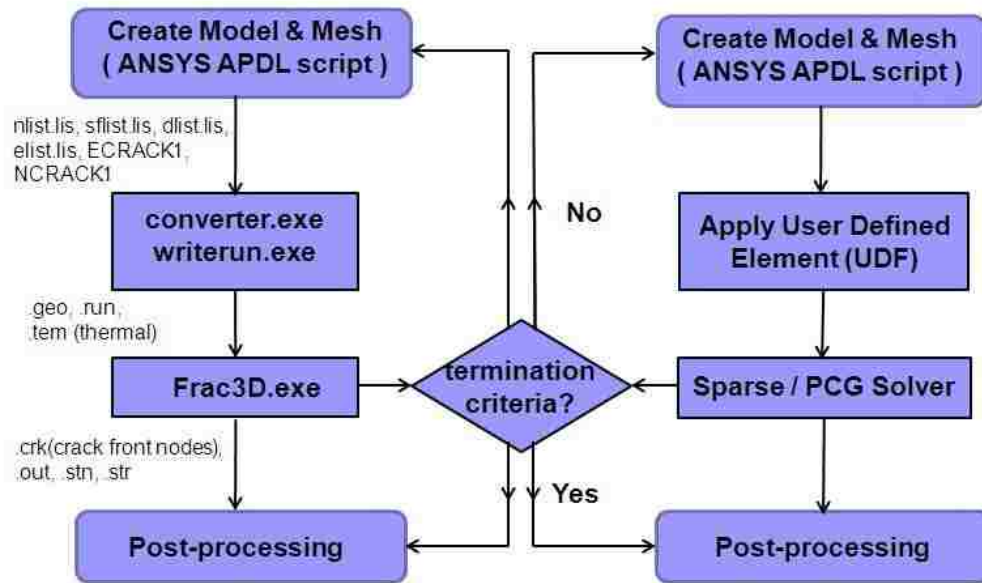 Create Model & Mesh
( ANSYS APDL script )
nlist.lis, sflist.lis, dlist.lis,
elist.lis, ECRACK1,
NCRACK1
converter.exe
writerun.exe
.geo, .run,
.tem (thermal)
Frac3D.exe
.crk(crack front nodes),
.out, .stn, .str
Post-processing
No
termination
criteria?
Yes
Create Model & Mesh
( ANSYS APDL script )
Apply User Defined
Element (UDF)
Sparse / PCG Solver
Post-processing